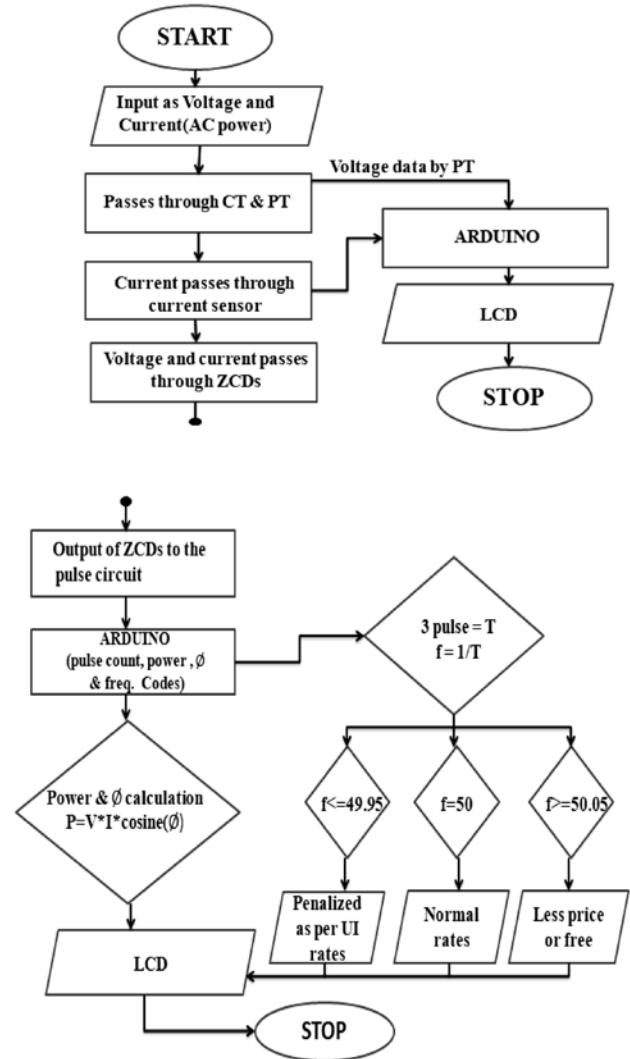 START
Input as Voltage and
Current(AC power)
Voltage data by PT
Passes through CT & PT
ARDUINO
Current passes through
current sensor
LCD
Voltage and current passes
through ZCDs
STOP
Output of ZCDs to the
pulse circuit
3 pulse = T
f = 1/T
ARDUINO
(pulse count, power , Ø
& freq. Codes)
Power & Ø calculation
P=V*I*cosine(Ø)
f<=49.95
f=50
f>=50.05
Penalized
as per UI
rates
Normal
rates
Less price
or free
LCD
STOP